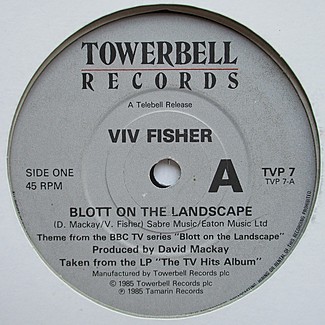 TOWERBELL
RECORDS
A Telebell Release
VIV FISHER
SIDE ONE
45 RPM
A
TVP 7
TVP 7-A
BLOTT ON THE LANDSCAPE
(D. Mackay/V. Fisher) Sabre Music/Eaton Music Ltd
Theme from the BBC TV series "Blott on the Landscape"
Produced by David Mackay
Taken from the LP "The TV Hits Album"
Manufactured by Towerbell Records plc
© 1985 Towerbell Records plc
℗ 1985 Tamarin Records